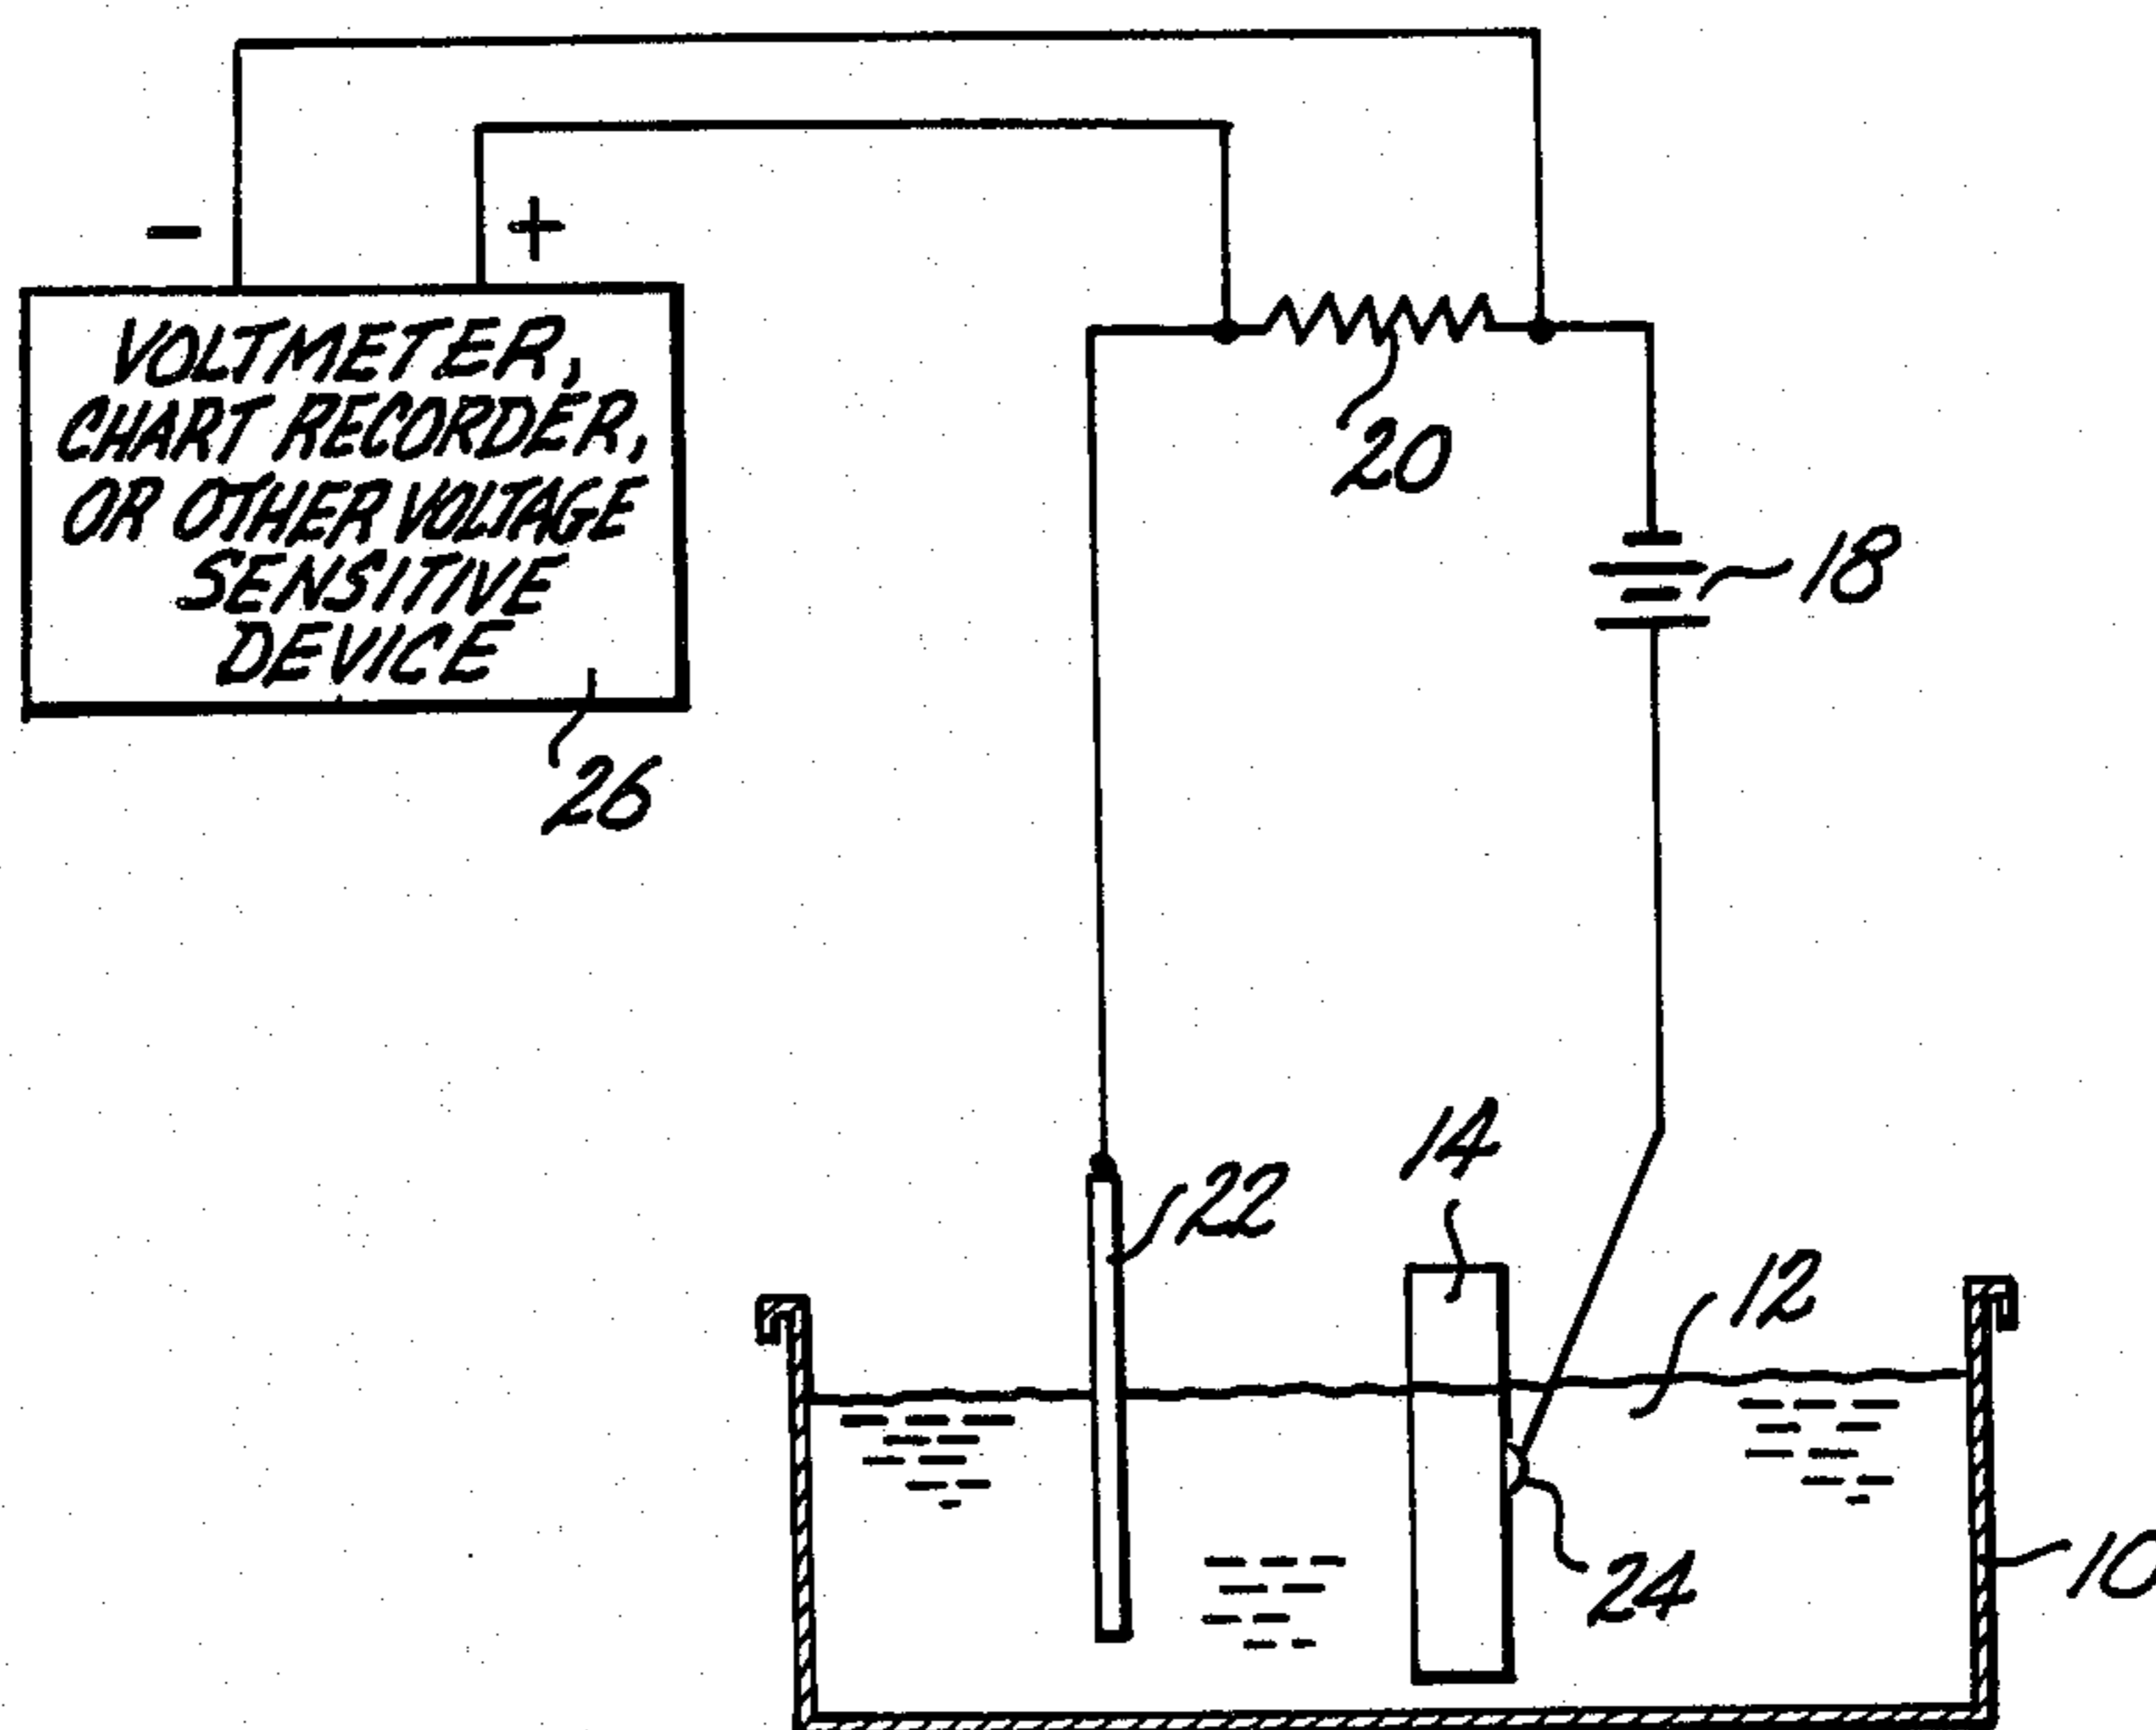 − +
VOLTMETER,
CHART RECORDER,
OR OTHER VOLTAGE
SENSITIVE
DEVICE
20
18
26
14
22
12
24
10